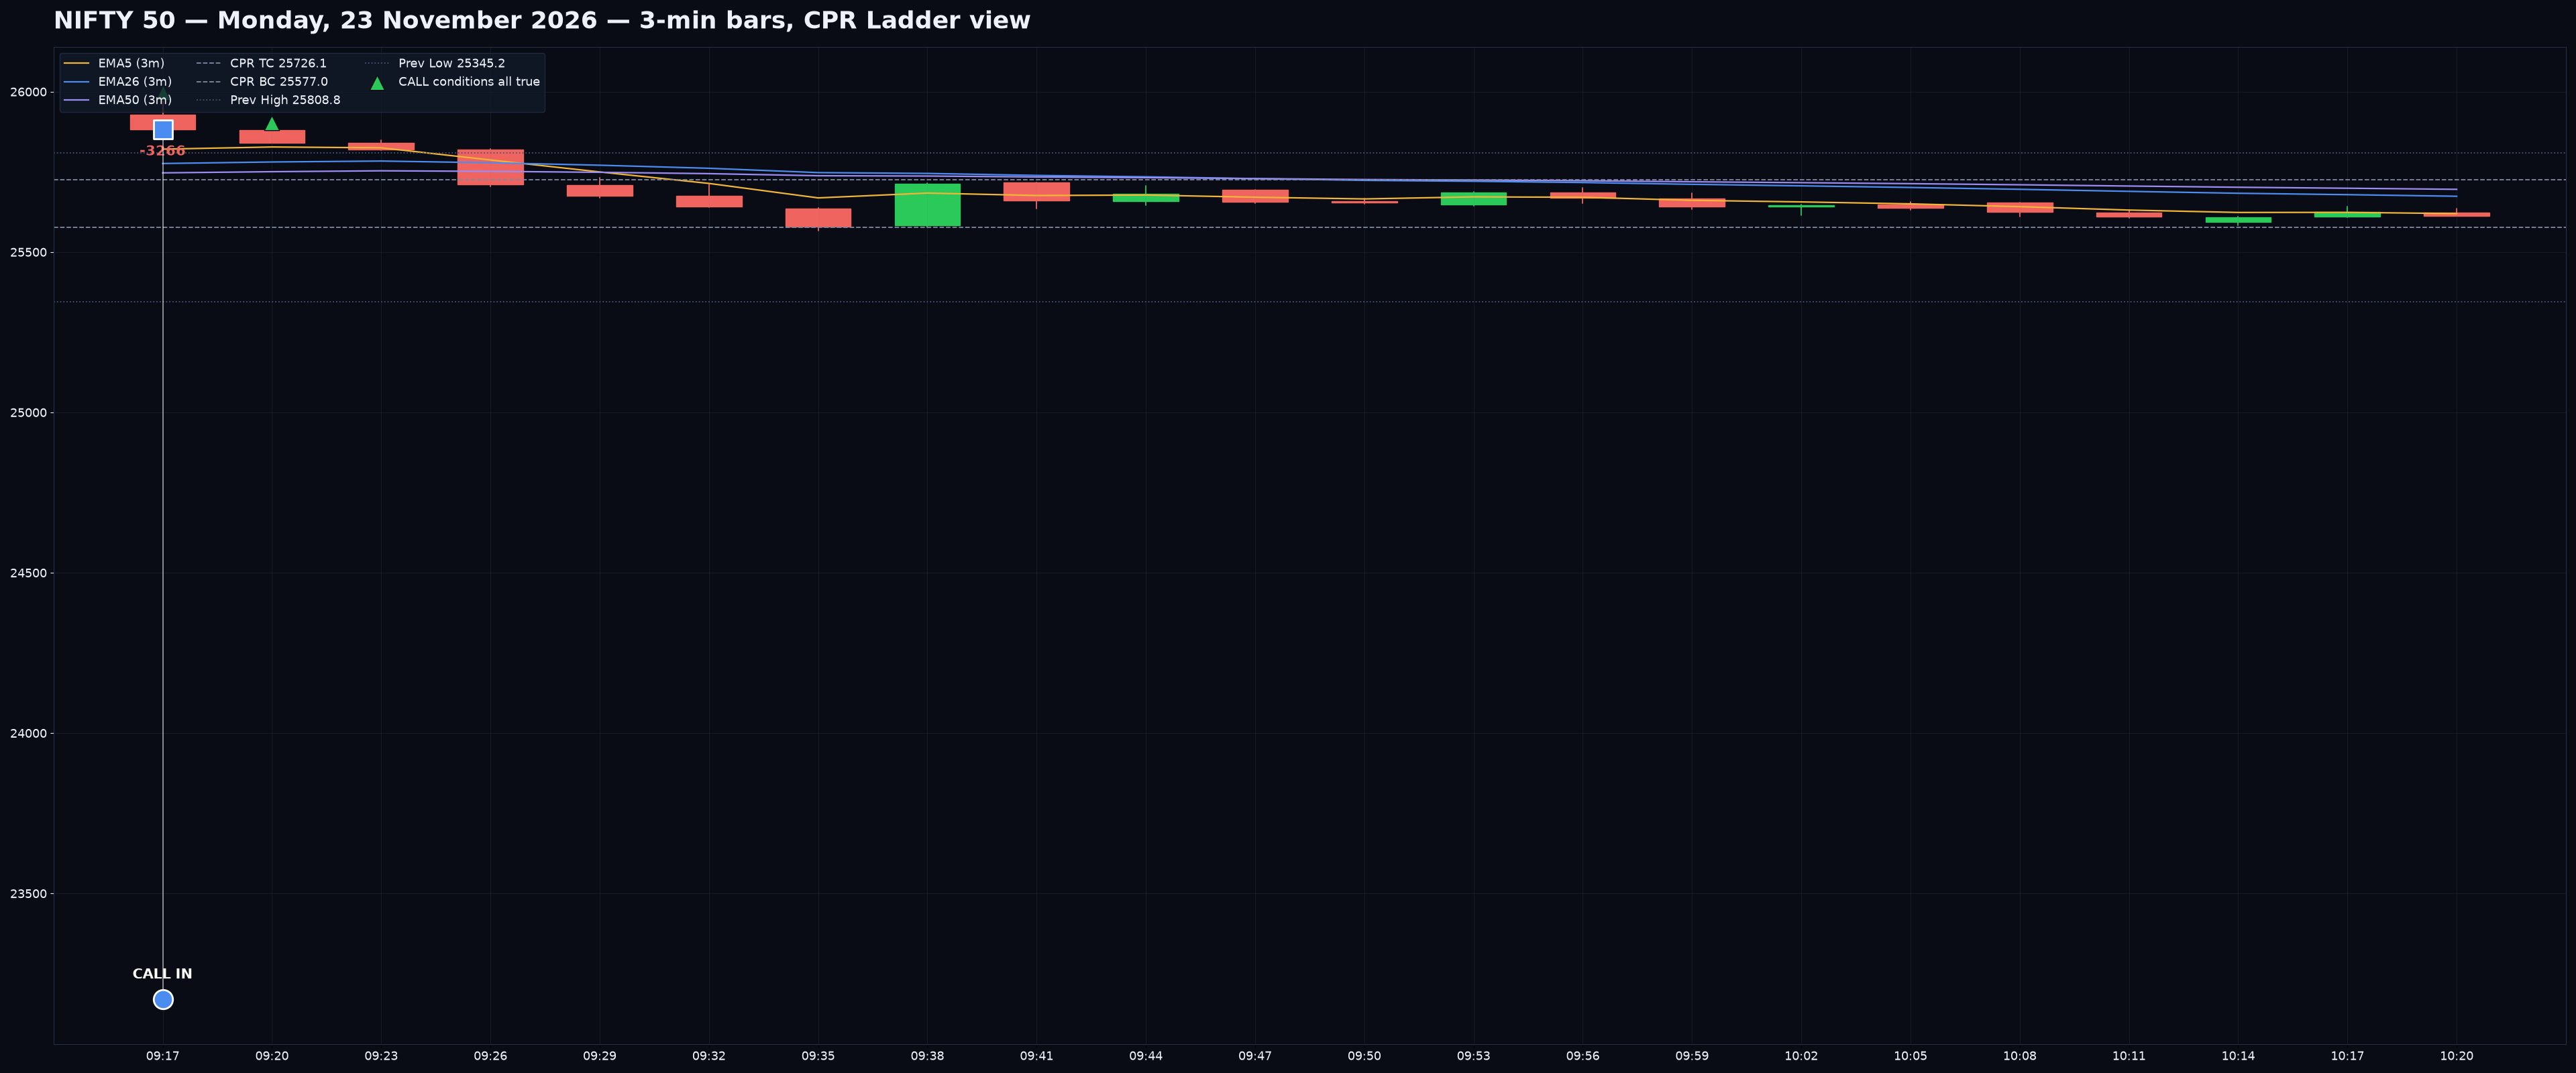 NIFTY 50 — Monday, 23 November 2026 — 3-min bars, CPR Ladder view
EMA5 (3m)
EMA26 (3m)
EMA50 (3m)
CPR TC 25726.1
CPR BC 25577.0
Prev High 25808.8
Prev Low 25345.2
CALL conditions all true
26000
25500
25000
24500
24000
23500
-3266
CALL IN
09:17 09:20 09:23 09:26 09:29 09:32 09:35 09:38 09:41 09:44 09:47 09:50 09:53 09:56 09:59 10:02 10:05 10:08 10:11 10:14 10:17 10:20